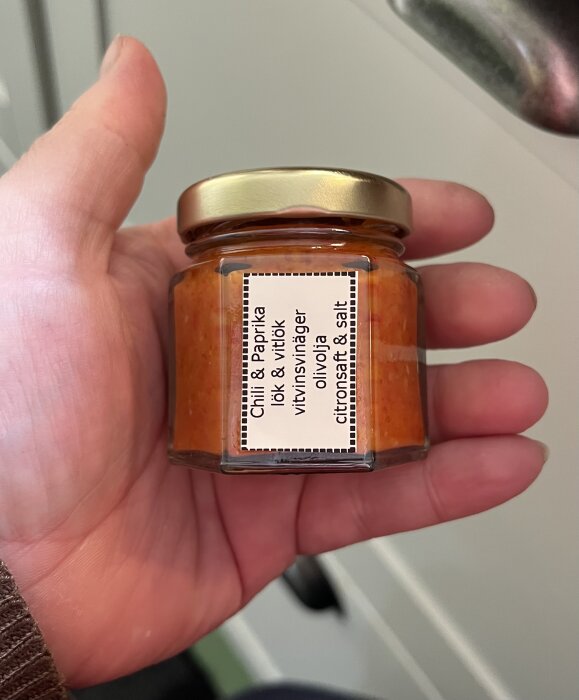 Chili & Paprika
lök & vitlök
vitvinsvinäger
olivolja
citronsaft & salt